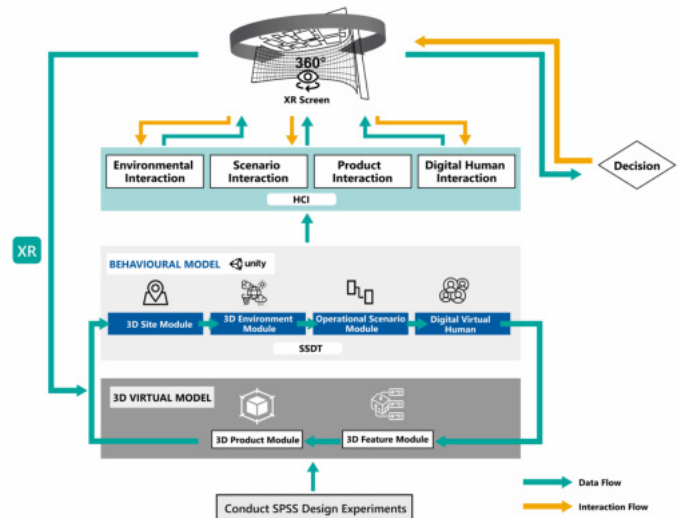 360°
XR Screen
Environmental
Interaction
Scenario
Interaction
Product
Interaction
Digital Human
Interaction
HCI
Decision
XR
BEHAVIOURAL MODEL
unity
3D Site Module
3D Environment
Module
Operational Scenario
Module
Digital Virtual
Human
SSDT
3D VIRTUAL MODEL
3D Product Module
3D Feature Module
Conduct SPSS Design Experiments
Data Flow
Interaction Flow